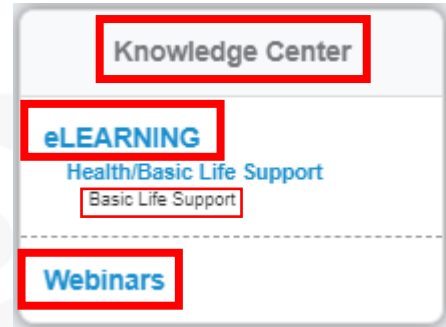 Knowledge Center
eLEARNING
Health/Basic Life Support
Basic Life Support
Webinars